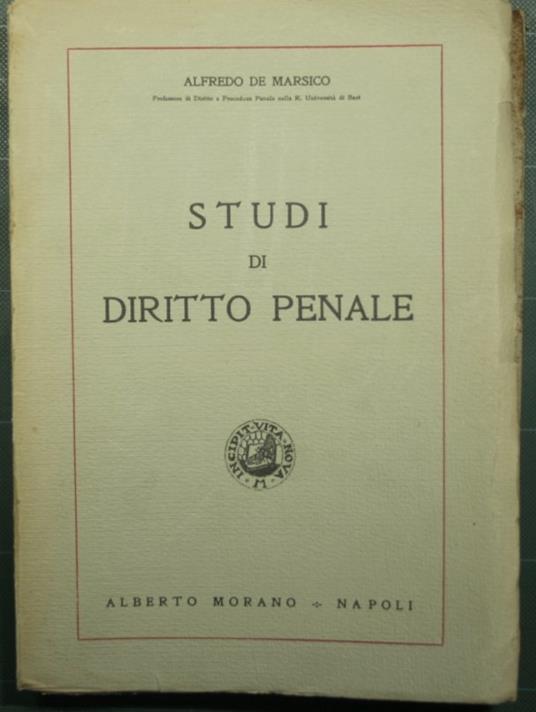 ALFREDO DE MARSICO
Professore di Diritto e Procedura Penale nella R. Università di Bari
STUDI
DI
DIRITTO PENALE
INCIPIT·VITA·NOVA
M
ALBERTO MORANO ⁘ NAPOLI